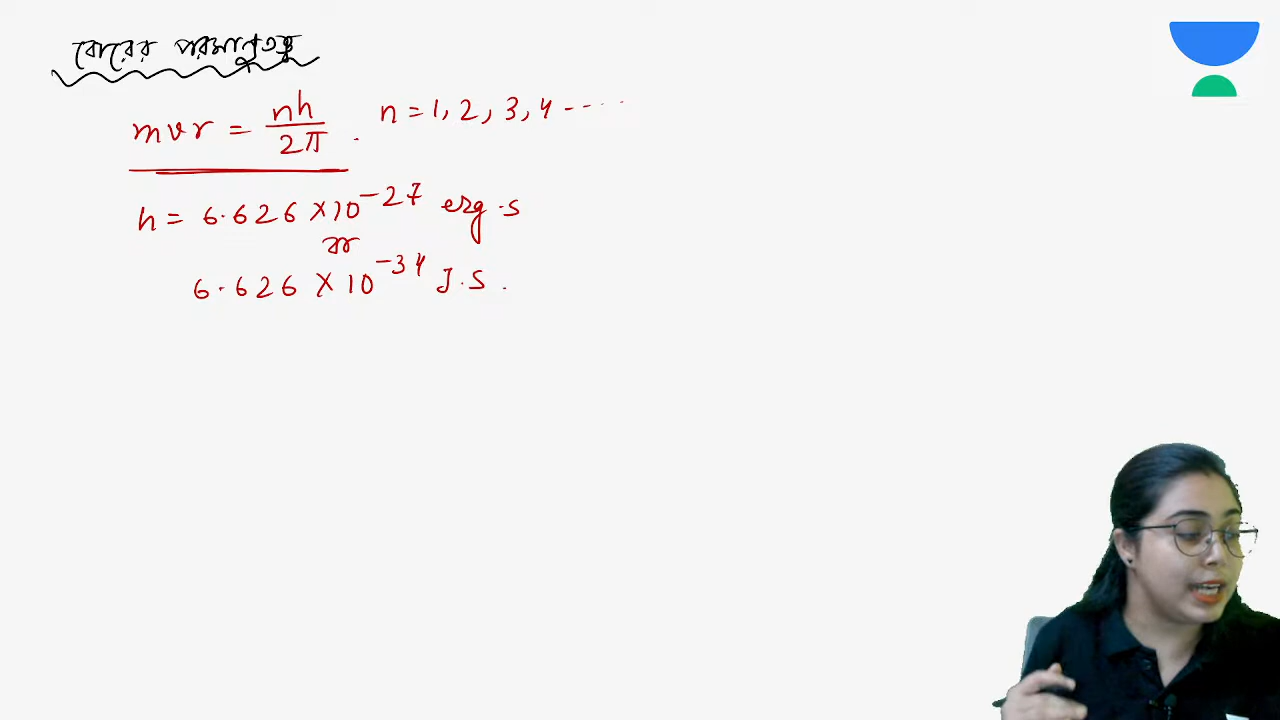 বোরের পরমাণুতত্ত্ব
mvr = nh/2π . n = 1, 2, 3, 4 ----
h = 6.626 × 10^-27 erg.s
বা
6.626 × 10^-34 J.S.